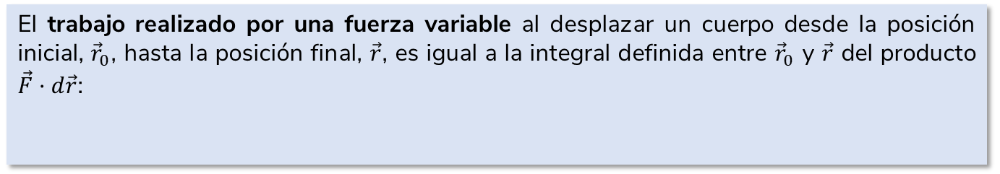 El trabajo realizado por una fuerza variable al desplazar un cuerpo desde la posición
inicial, \(\vec{r}_0\), hasta la posición final, \(\vec{r}\), es igual a la integral definida entre \(\vec{r}_0\) y \(\vec{r}\) del producto
\(\vec{F} \cdot d\vec{r}\):